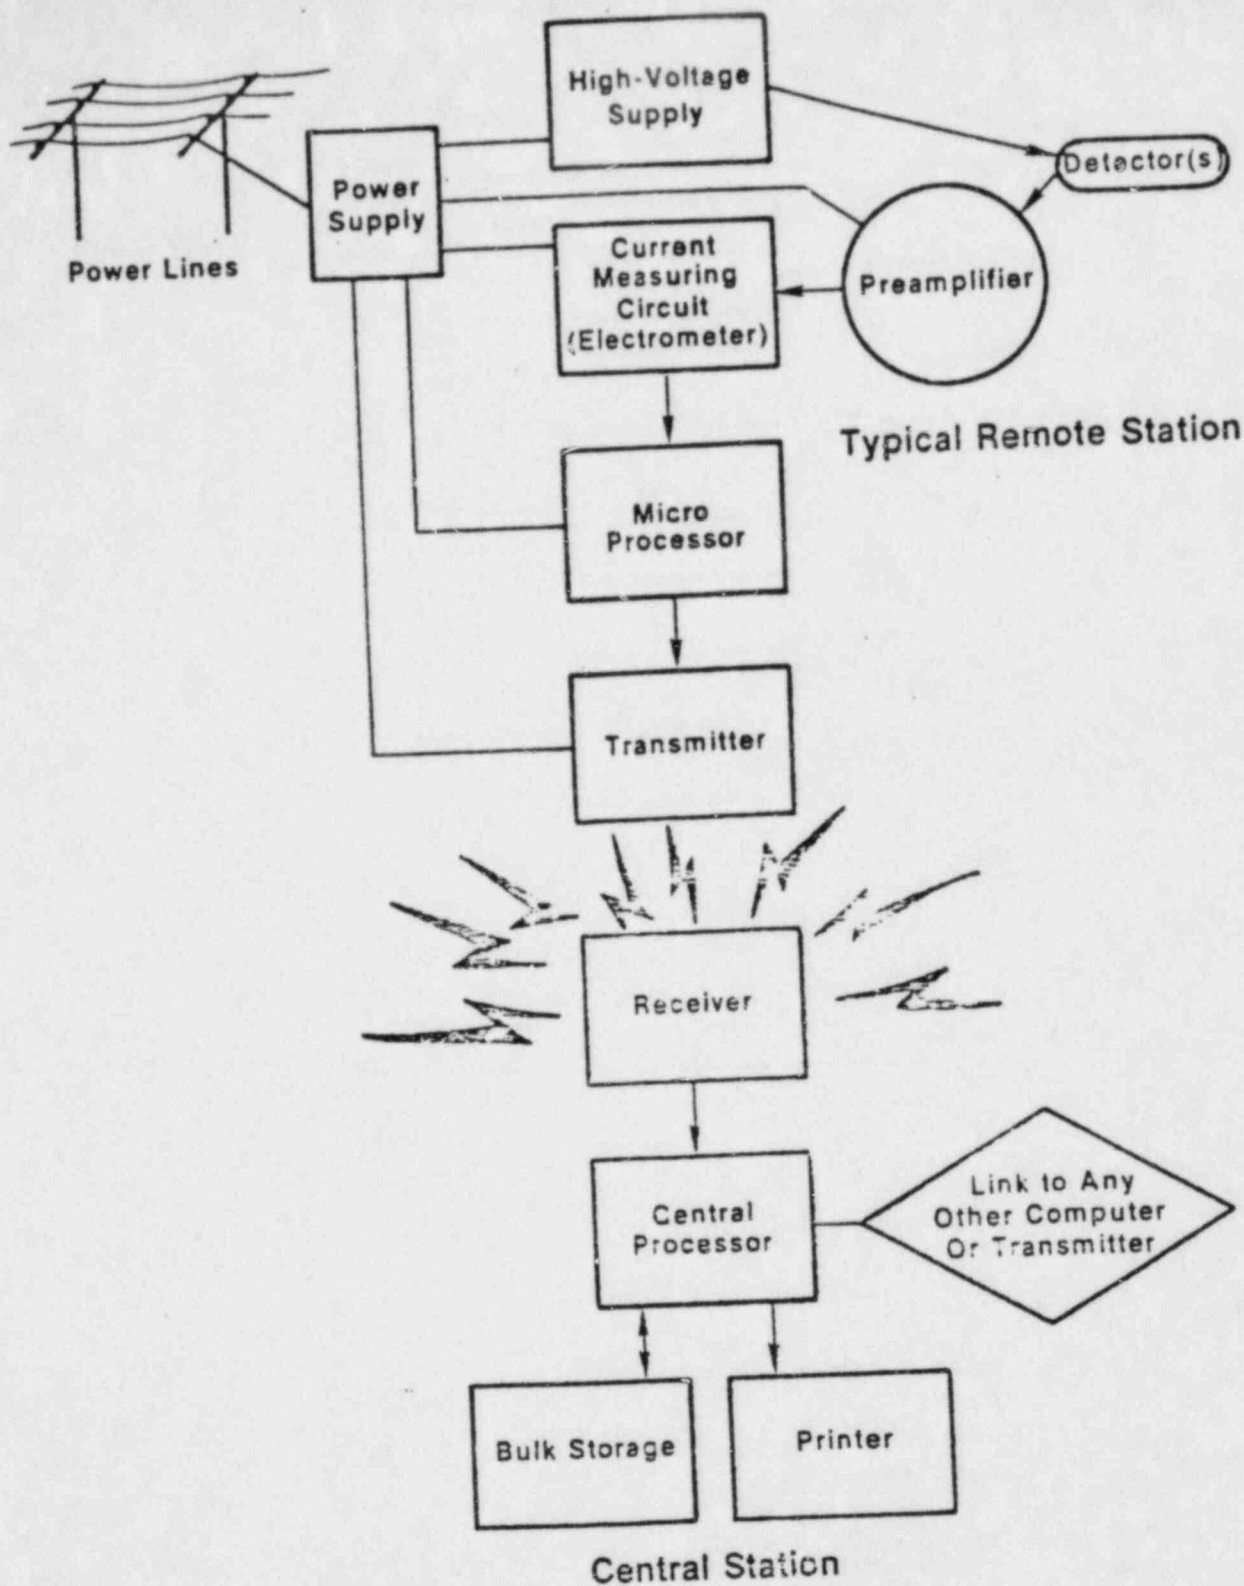 High-Voltage
Supply
Detector(s)
Power
Supply
Power Lines
Current
Measuring
Circuit
(Electrometer)
Preamplifier
Typical Remote Station
Micro
Processor
Transmitter
Receiver
Central
Processor
Link to Any
Other Computer
Or Transmitter
Bulk Storage
Printer
Central Station